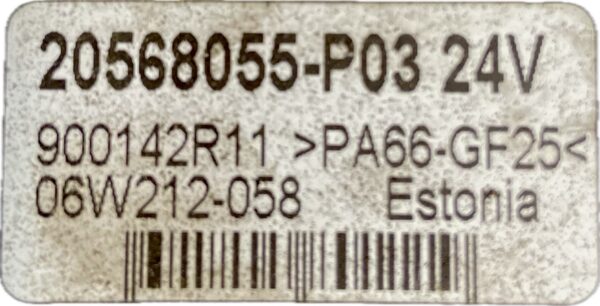 20568055-P03 24V
900142R11 >PA66-GF25<
06W212-058 Estonia